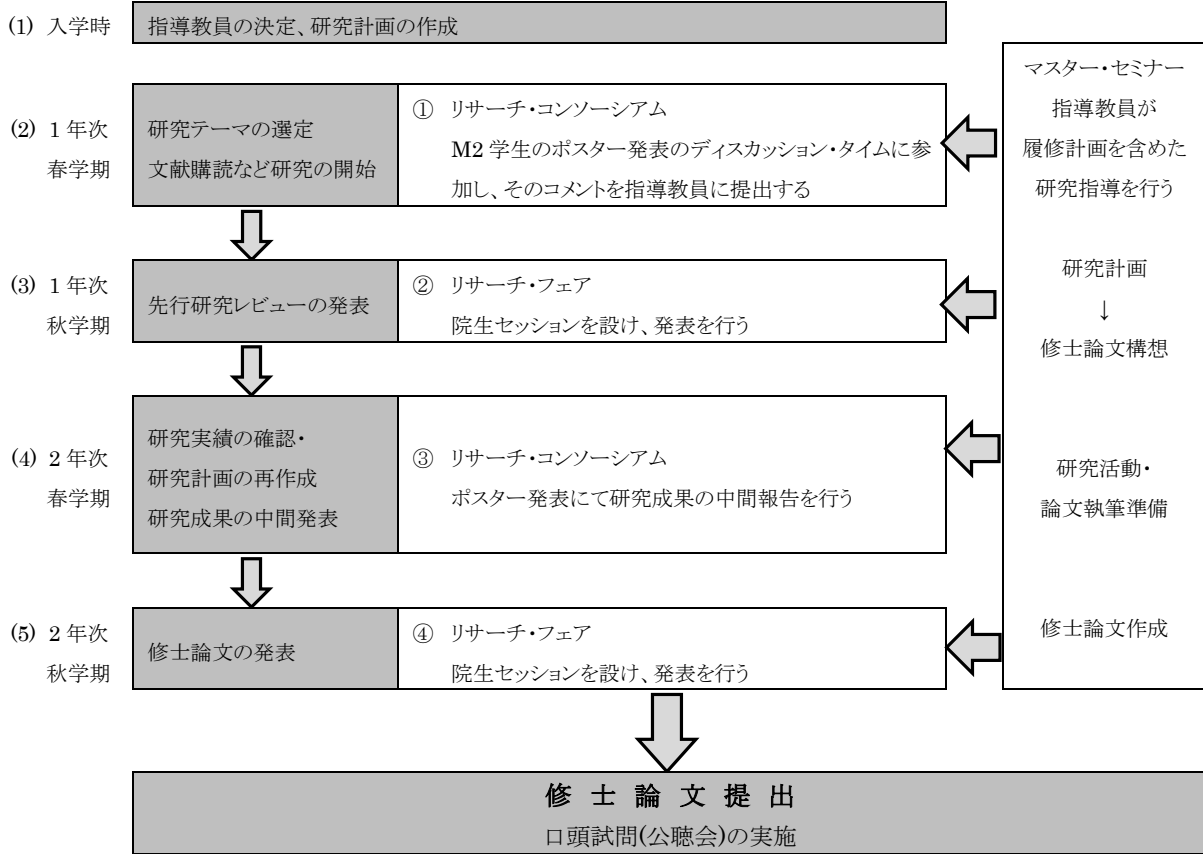 (1) 入学時
指導教員の決定、研究計画の作成
(2) 1年次
春学期
研究テーマの選定
文献購読など研究の開始
① リサーチ・コンソーシアム
M2 学生のポスター発表のディスカッション・タイムに参
加し、そのコメントを指導教員に提出する
(3) 1年次
秋学期
先行研究レビューの発表
② リサーチ・フェア
院生セッションを設け、発表を行う
(4) 2年次
春学期
研究実績の確認・
研究計画の再作成
研究成果の中間発表
③ リサーチ・コンソーシアム
ポスター発表にて研究成果の中間報告を行う
(5) 2年次
秋学期
修士論文の発表
④ リサーチ・フェア
院生セッションを設け、発表を行う
マスター・セミナー
指導教員が
履修計画を含めた
研究指導を行う
研究計画
↓
修士論文構想
研究活動・
論文執筆準備
修士論文作成
修 士 論 文 提 出
口頭試問(公聴会)の実施